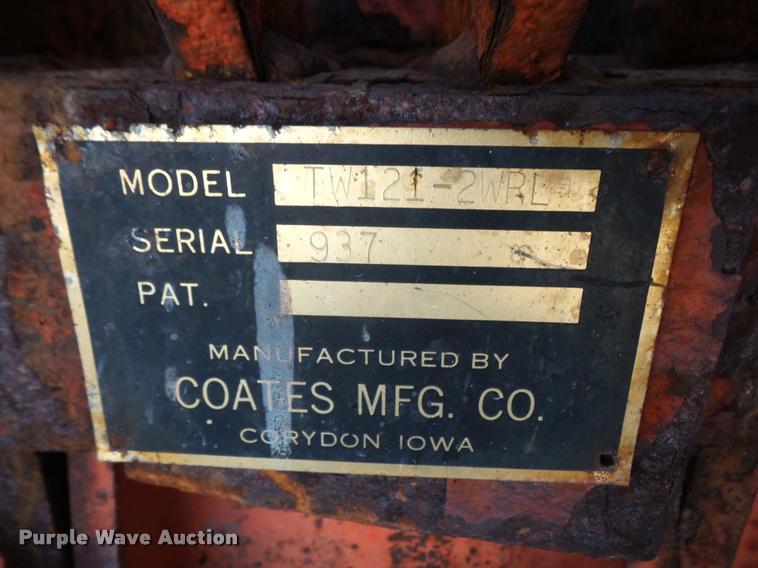 MODEL TW121-2WRL
SERIAL 937
PAT.
MANUFACTURED BY
COATES MFG. CO.
CORYDON IOWA
Purple Wave Auction